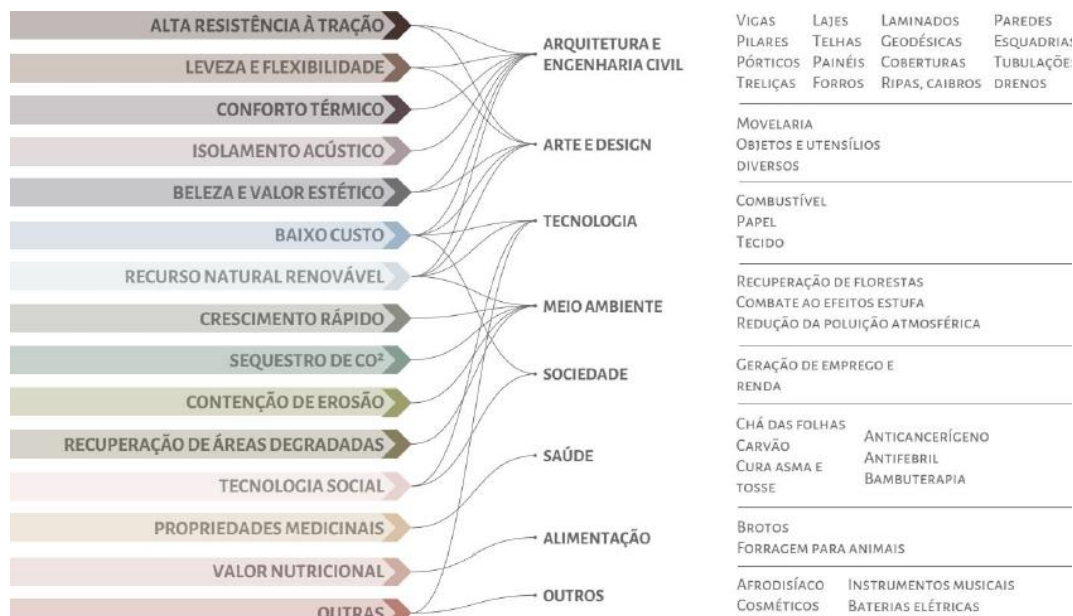 ALTA RESISTÊNCIA À TRAÇÃO
LEVEZA E FLEXIBILIDADE
CONFORTO TÉRMICO
ISOLAMENTO ACÚSTICO
BELEZA E VALOR ESTÉTICO
BAIXO CUSTO
RECURSO NATURAL RENOVÁVEL
CRESCIMENTO RÁPIDO
SEQUESTRO DE CO²
CONTENÇÃO DE EROSÃO
RECUPERAÇÃO DE ÁREAS DEGRADADAS
TECNOLOGIA SOCIAL
PROPRIEDADES MEDICINAIS
VALOR NUTRICIONAL
OUTRAS
ARQUITETURA E
ENGENHARIA CIVIL
ARTE E DESIGN
TECNOLOGIA
MEIO AMBIENTE
SOCIEDADE
SAÚDE
ALIMENTAÇÃO
OUTROS
VIGAS LAJES LAMINADOS PAREDES
PILARES TELHAS GEODÉSICAS ESQUADRIAS
PÓRTICOS PAINÉIS COBERTURAS TUBULAÇÕES
TRELIÇAS FORROS RIPAS, CAIBROS DRENOS
MOVELARIA
OBJETOS E UTENSÍLIOS
DIVERSOS
COMBUSTÍVEL
PAPEL
TECIDO
RECUPERAÇÃO DE FLORESTAS
COMBATE AO EFEITOS ESTUFA
REDUÇÃO DA POLUIÇÃO ATMOSFÉRICA
GERAÇÃO DE EMPREGO E
RENDA
CHÁ DAS FOLHAS
CARVÃO
CURA ASMA E
TOSSE
ANTICANCERÍGENO
ANTIFEBRIL
BAMBUTERAPIA
BROTOS
FORRAGEM PARA ANIMAIS
AFRODISÍACO INSTRUMENTOS MUSICAIS
COSMÉTICOS BATERIAS ELÉTRICAS